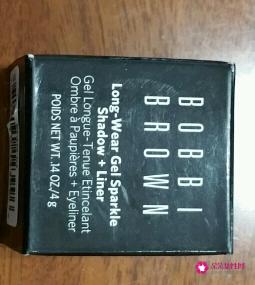 BOBBI
BROWN
Long-Wear Gel Sparkle
Shadow + Liner
Gel Longue-Tenue Etincelant
Ombre à Paupières + Eyeliner
POIDS NET WT. .14 OZ./4 g